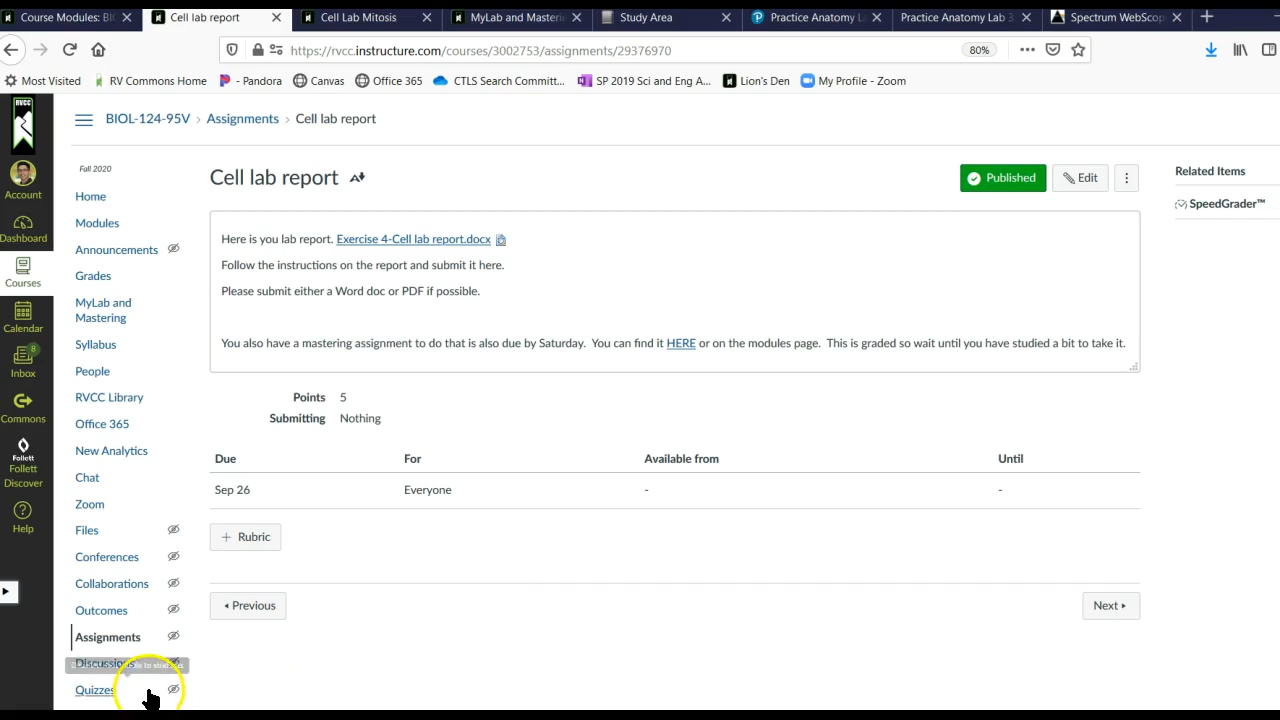 Course Modules: BI
Cell lab report
Cell Lab Mitosis
MyLab and Masteri
Study Area
Practice Anatomy L
Practice Anatomy Lab 3
Spectrum WebScop
https://rvcc.instructure.com/courses/3002753/assignments/29376970
80%
Most Visited
RV Commons Home
- Pandora
Canvas
Office 365
CTLS Search Committ...
SP 2019 Sci and Eng A...
Lion's Den
My Profile - Zoom
RVCC
Account
Dashboard
Courses
Calendar
8
Inbox
Commons
Follett
Follett
Discover
Help
BIOL-124-95V › Assignments › Cell lab report
Fall 2020
Home
Modules
Announcements
Grades
MyLab and
Mastering
Syllabus
People
RVCC Library
Office 365
New Analytics
Chat
Zoom
Files
Conferences
Collaborations
Outcomes
Assignments
Discussions
Quizzes
Cell lab report
Published
Edit
Here is you lab report. Exercise 4-Cell lab report.docx
Follow the instructions on the report and submit it here.
Please submit either a Word doc or PDF if possible.
You also have a mastering assignment to do that is also due by Saturday. You can find it HERE or on the modules page. This is graded so wait until you have studied a bit to take it.
Points 5
Submitting Nothing
Due For Available from Until
Sep 26 Everyone - -
+ Rubric
Previous
Next
Related Items
SpeedGrader™